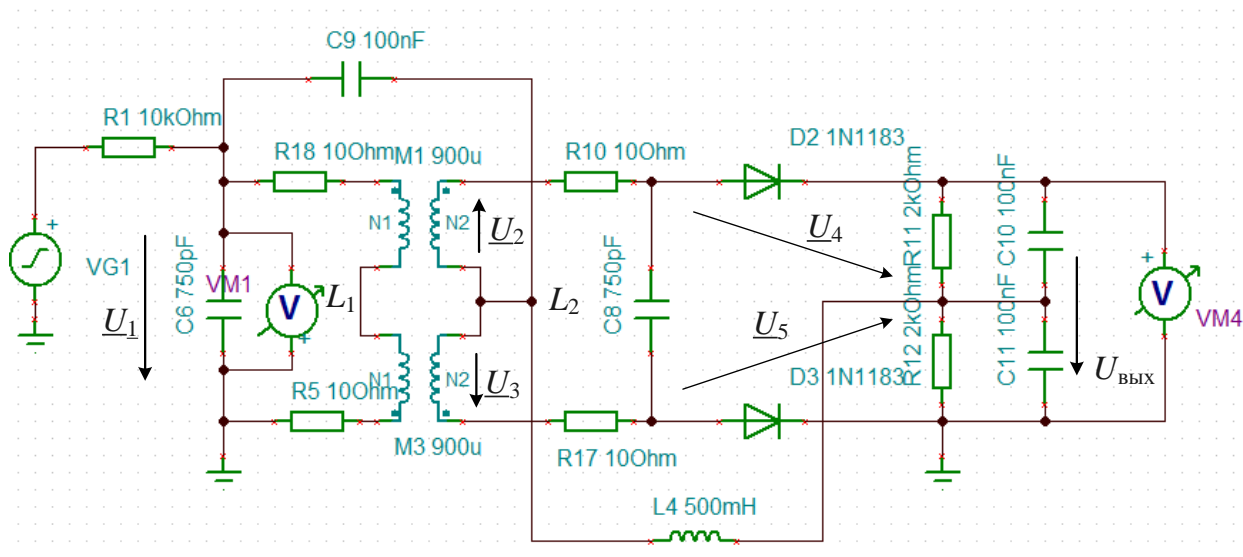 C9 100nF
R1 10kOhm
R18 10Ohm
M1 900u
R10 10Ohm
D2 1N1183
N1
N2
U2
U4
R11 2kOhm
C10 100nF
+
VG1
U1
C6 750pF
VM1
V
+
L1
L2
C8 750pF
U5
R12 2kOhm
C11 100nF
+
V
VM4
Uвых
N1
N2
U3
R5 10Ohm
M3 900u
R17 10Ohm
D3 1N1183
L4 500mH